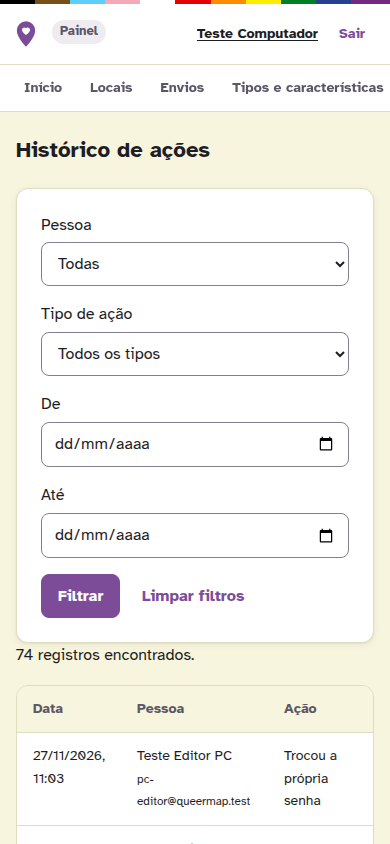 Painel
Teste Computador
Sair
Início
Locais
Envios
Tipos e características
Histórico de ações
Pessoa
Todas
Tipo de ação
Todos os tipos
De
dd/mm/aaaa
Até
dd/mm/aaaa
Filtrar
Limpar filtros
74 registros encontrados.
Data
Pessoa
Ação
27/11/2026,
11:03
Teste Editor PC
pc-
editor@queermap.test
Trocou a
própria
senha